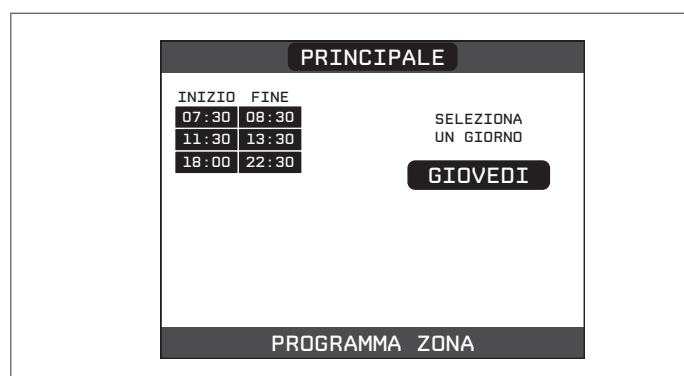 PRINCIPALE
INIZIO FINE
07:30 08:30
11:30 13:30
18:00 22:30
SELEZIONA
UN GIORNO
GIOVEDI
PROGRAMMA ZONA